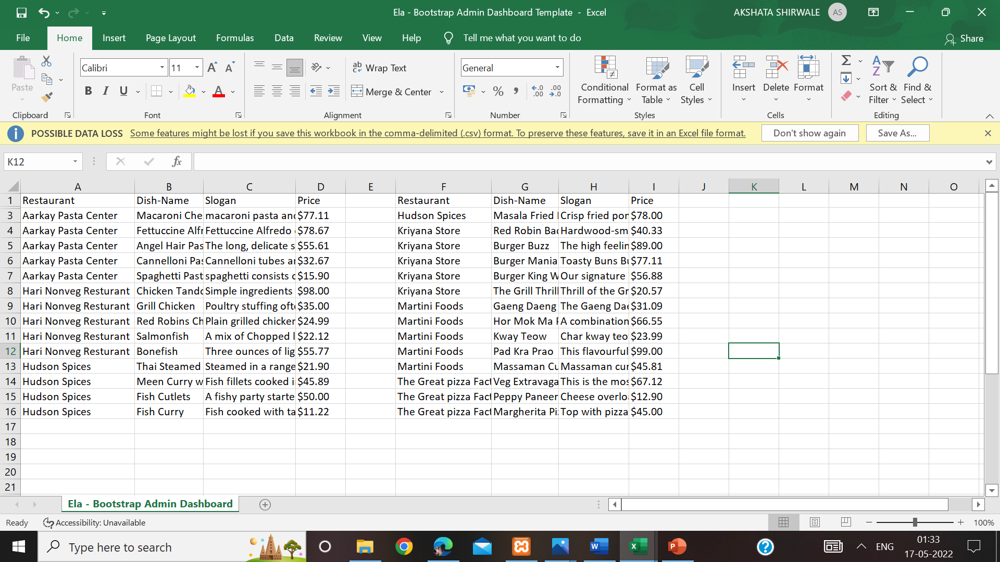 Ela - Bootstrap Admin Dashboard Template - Excel
AKSHATA SHIRWALE AS
File Home Insert Page Layout Formulas Data Review View Help Tell me what you want to do Share
Calibri 11 Wrap Text General
Paste B I U A Merge & Center % Conditional Formatting Format as Table Cell Styles Insert Delete Format Sort & Filter Find & Select
Clipboard Font Alignment Number Styles Cells Editing
POSSIBLE DATA LOSS Some features might be lost if you save this workbook in the comma-delimited (.csv) format. To preserve these features, save it in an Excel file format. Don't show again Save As...
K12 fx
A B C D E F G H I J K L M N O
1 Restaurant Dish-Name Slogan Price Restaurant Dish-Name Slogan Price
3 Aarkay Pasta Center Macaroni Che macaroni pasta and $77.11 Hudson Spices Masala Fried Crisp fried pon $78.00
4 Aarkay Pasta Center Fettuccine Alfr Fettuccine Alfredo $78.67 Kriyana Store Red Robin Bac Hardwood-sm $40.33
5 Aarkay Pasta Center Angel Hair Pas The long, delicate s $55.61 Kriyana Store Burger Buzz The high feelin $89.00
6 Aarkay Pasta Center Cannelloni Pas Cannelloni tubes ar $32.67 Kriyana Store Burger Mania Toasty Buns Bu $77.11
7 Aarkay Pasta Center Spaghetti Past spaghetti consists c $15.90 Kriyana Store Burger King W Our signature $56.88
8 Hari Nonveg Resturant Chicken Tando Simple ingredients $98.00 Kriyana Store The Grill Thrill Thrill of the Gr $20.57
9 Hari Nonveg Resturant Grill Chicken Poultry stuffing oft $35.00 Martini Foods Gaeng Daeng The Gaeng Dae $31.09
10 Hari Nonveg Resturant Red Robins Ch Plain grilled chicken $24.99 Martini Foods Hor Mok Ma A combination $66.55
11 Hari Nonveg Resturant Salmonfish A mix of Chopped l $22.12 Martini Foods Kway Teow Char kway teo $23.99
12 Hari Nonveg Resturant Bonefish Three ounces of lig $55.77 Martini Foods Pad Kra Prao This flavourful $99.00
13 Hudson Spices Thai Steamed Steamed in a range $21.90 Martini Foods Massaman Cu Massaman cur $45.81
14 Hudson Spices Meen Curry w Fish fillets cooked i $45.89 The Great pizza Fact Veg Extravaga This is the mos $67.12
15 Hudson Spices Fish Cutlets A fishy party starte $50.00 The Great pizza Fact Peppy Paneer Cheese overlo $12.90
16 Hudson Spices Fish Curry Fish cooked with ta $11.22 The Great pizza Fact Margherita Piz Top with pizza $45.00
17
18
19
20
21
Ela - Bootstrap Admin Dashboard
Ready Accessibility: Unavailable 100%
Type here to search ENG 01:33
17-05-2022